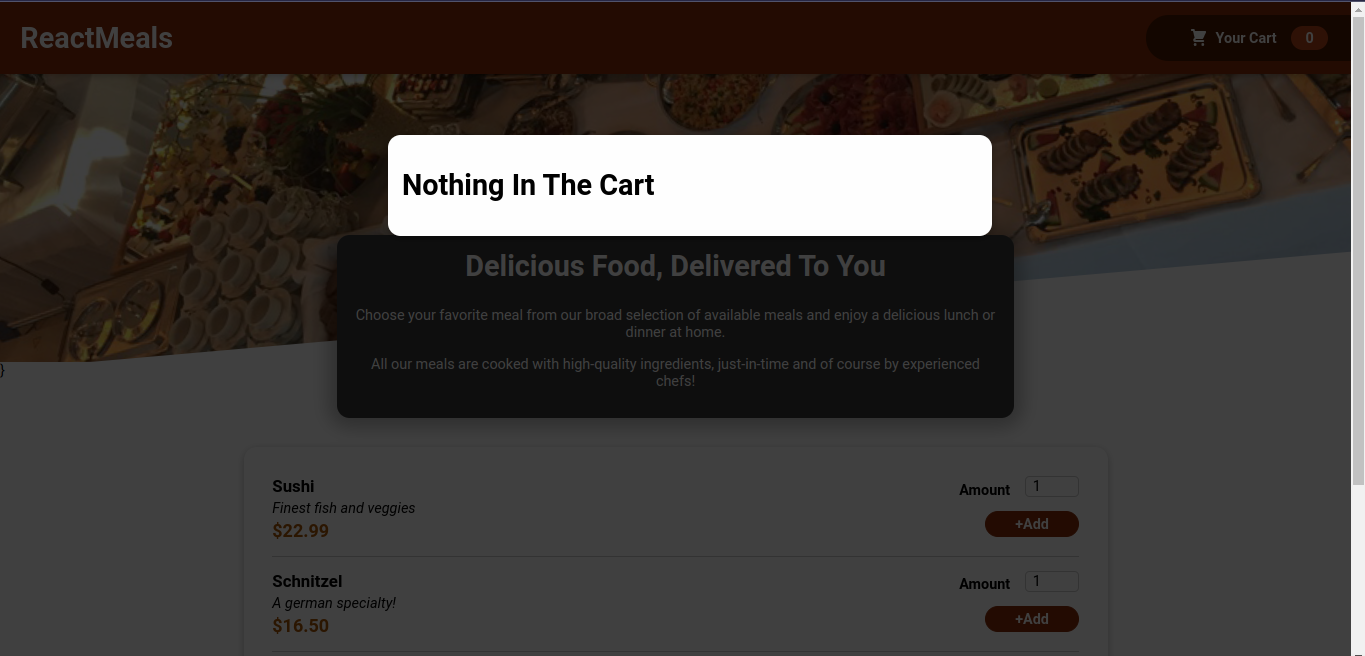 ReactMeals
Your Cart 0
Nothing In The Cart
Delicious Food, Delivered To You
Choose your favorite meal from our broad selection of available meals and enjoy a delicious lunch or
dinner at home.
All our meals are cooked with high-quality ingredients, just-in-time and of course by experienced
chefs!
}
Sushi
Finest fish and veggies
$22.99
Amount 1
+Add
Schnitzel
A german specialty!
$16.50
Amount 1
+Add